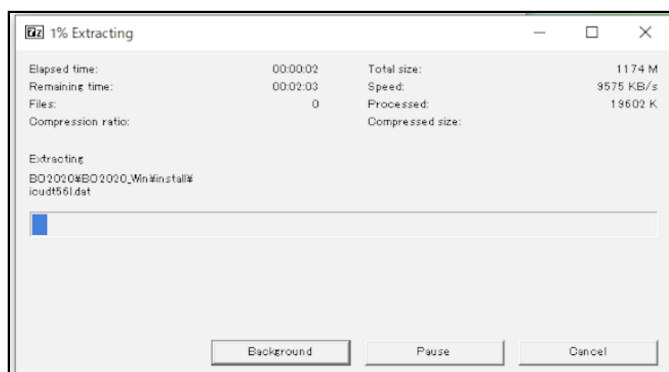 7z 1% Extracting
Elapsed time: 00:00:02 Total size: 1174 M
Remaining time: 00:02:03 Speed: 9575 KB/s
Files: 0 Processed: 19602 K
Compression ratio: Compressed size:
Extracting
BO2020¥BO2020_Win¥install¥
icudt56l.dat
Background Pause Cancel